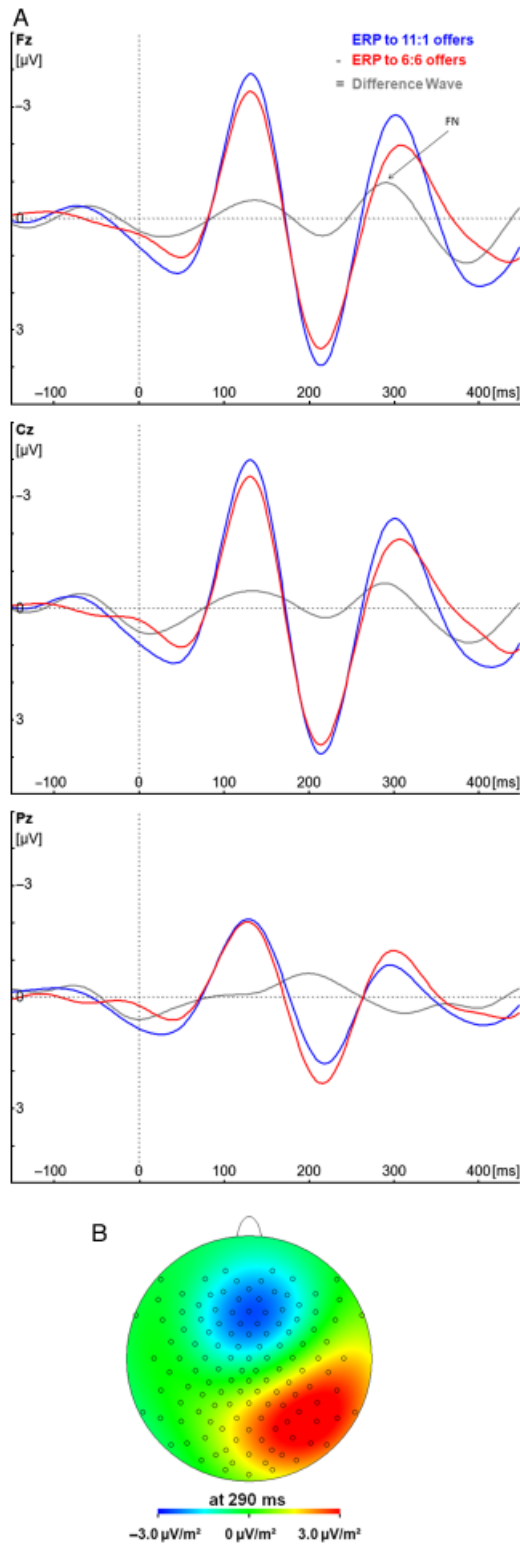 A
Fz
[µV]
ERP to 11:1 offers
- ERP to 6:6 offers
= Difference Wave
FN
-3
0
3
-100 0 100 200 300 400[ms]
Cz
[µV]
-3
0
3
-100 0 100 200 300 400[ms]
Pz
[µV]
-3
0
3
-100 0 100 200 300 400[ms]
B
at 290 ms
-3.0 µV/m² 0 µV/m² 3.0 µV/m²